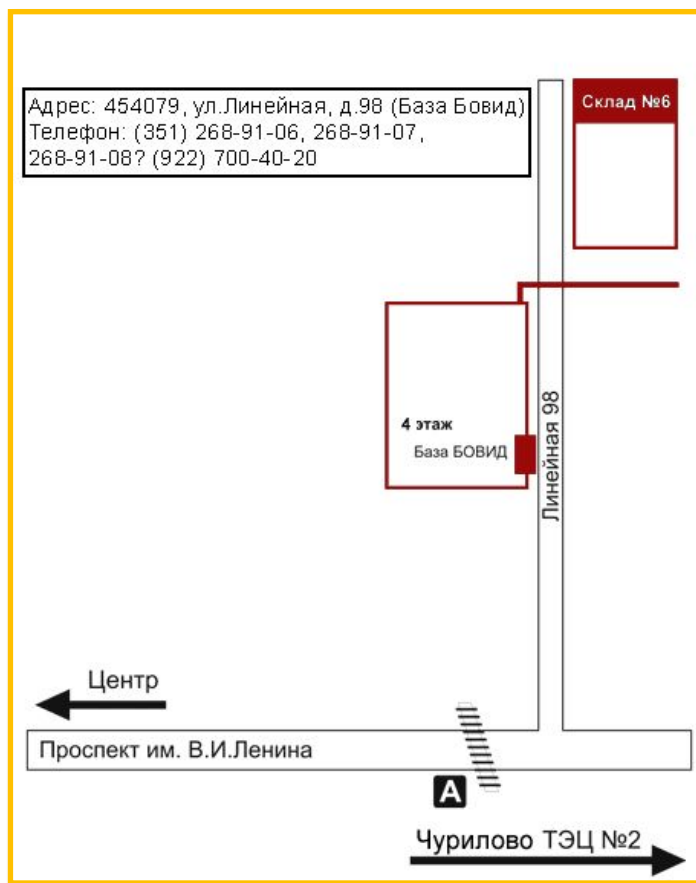 Адрес: 454079, ул.Линейная, д.98 (База Бовид)
Телефон: (351) 268-91-06, 268-91-07,
268-91-08? (922) 700-40-20
Склад №6
4 этаж
База БОВИД
Линейная 98
Центр
Проспект им. В.И.Ленина
A
Чурилово ТЭЦ №2